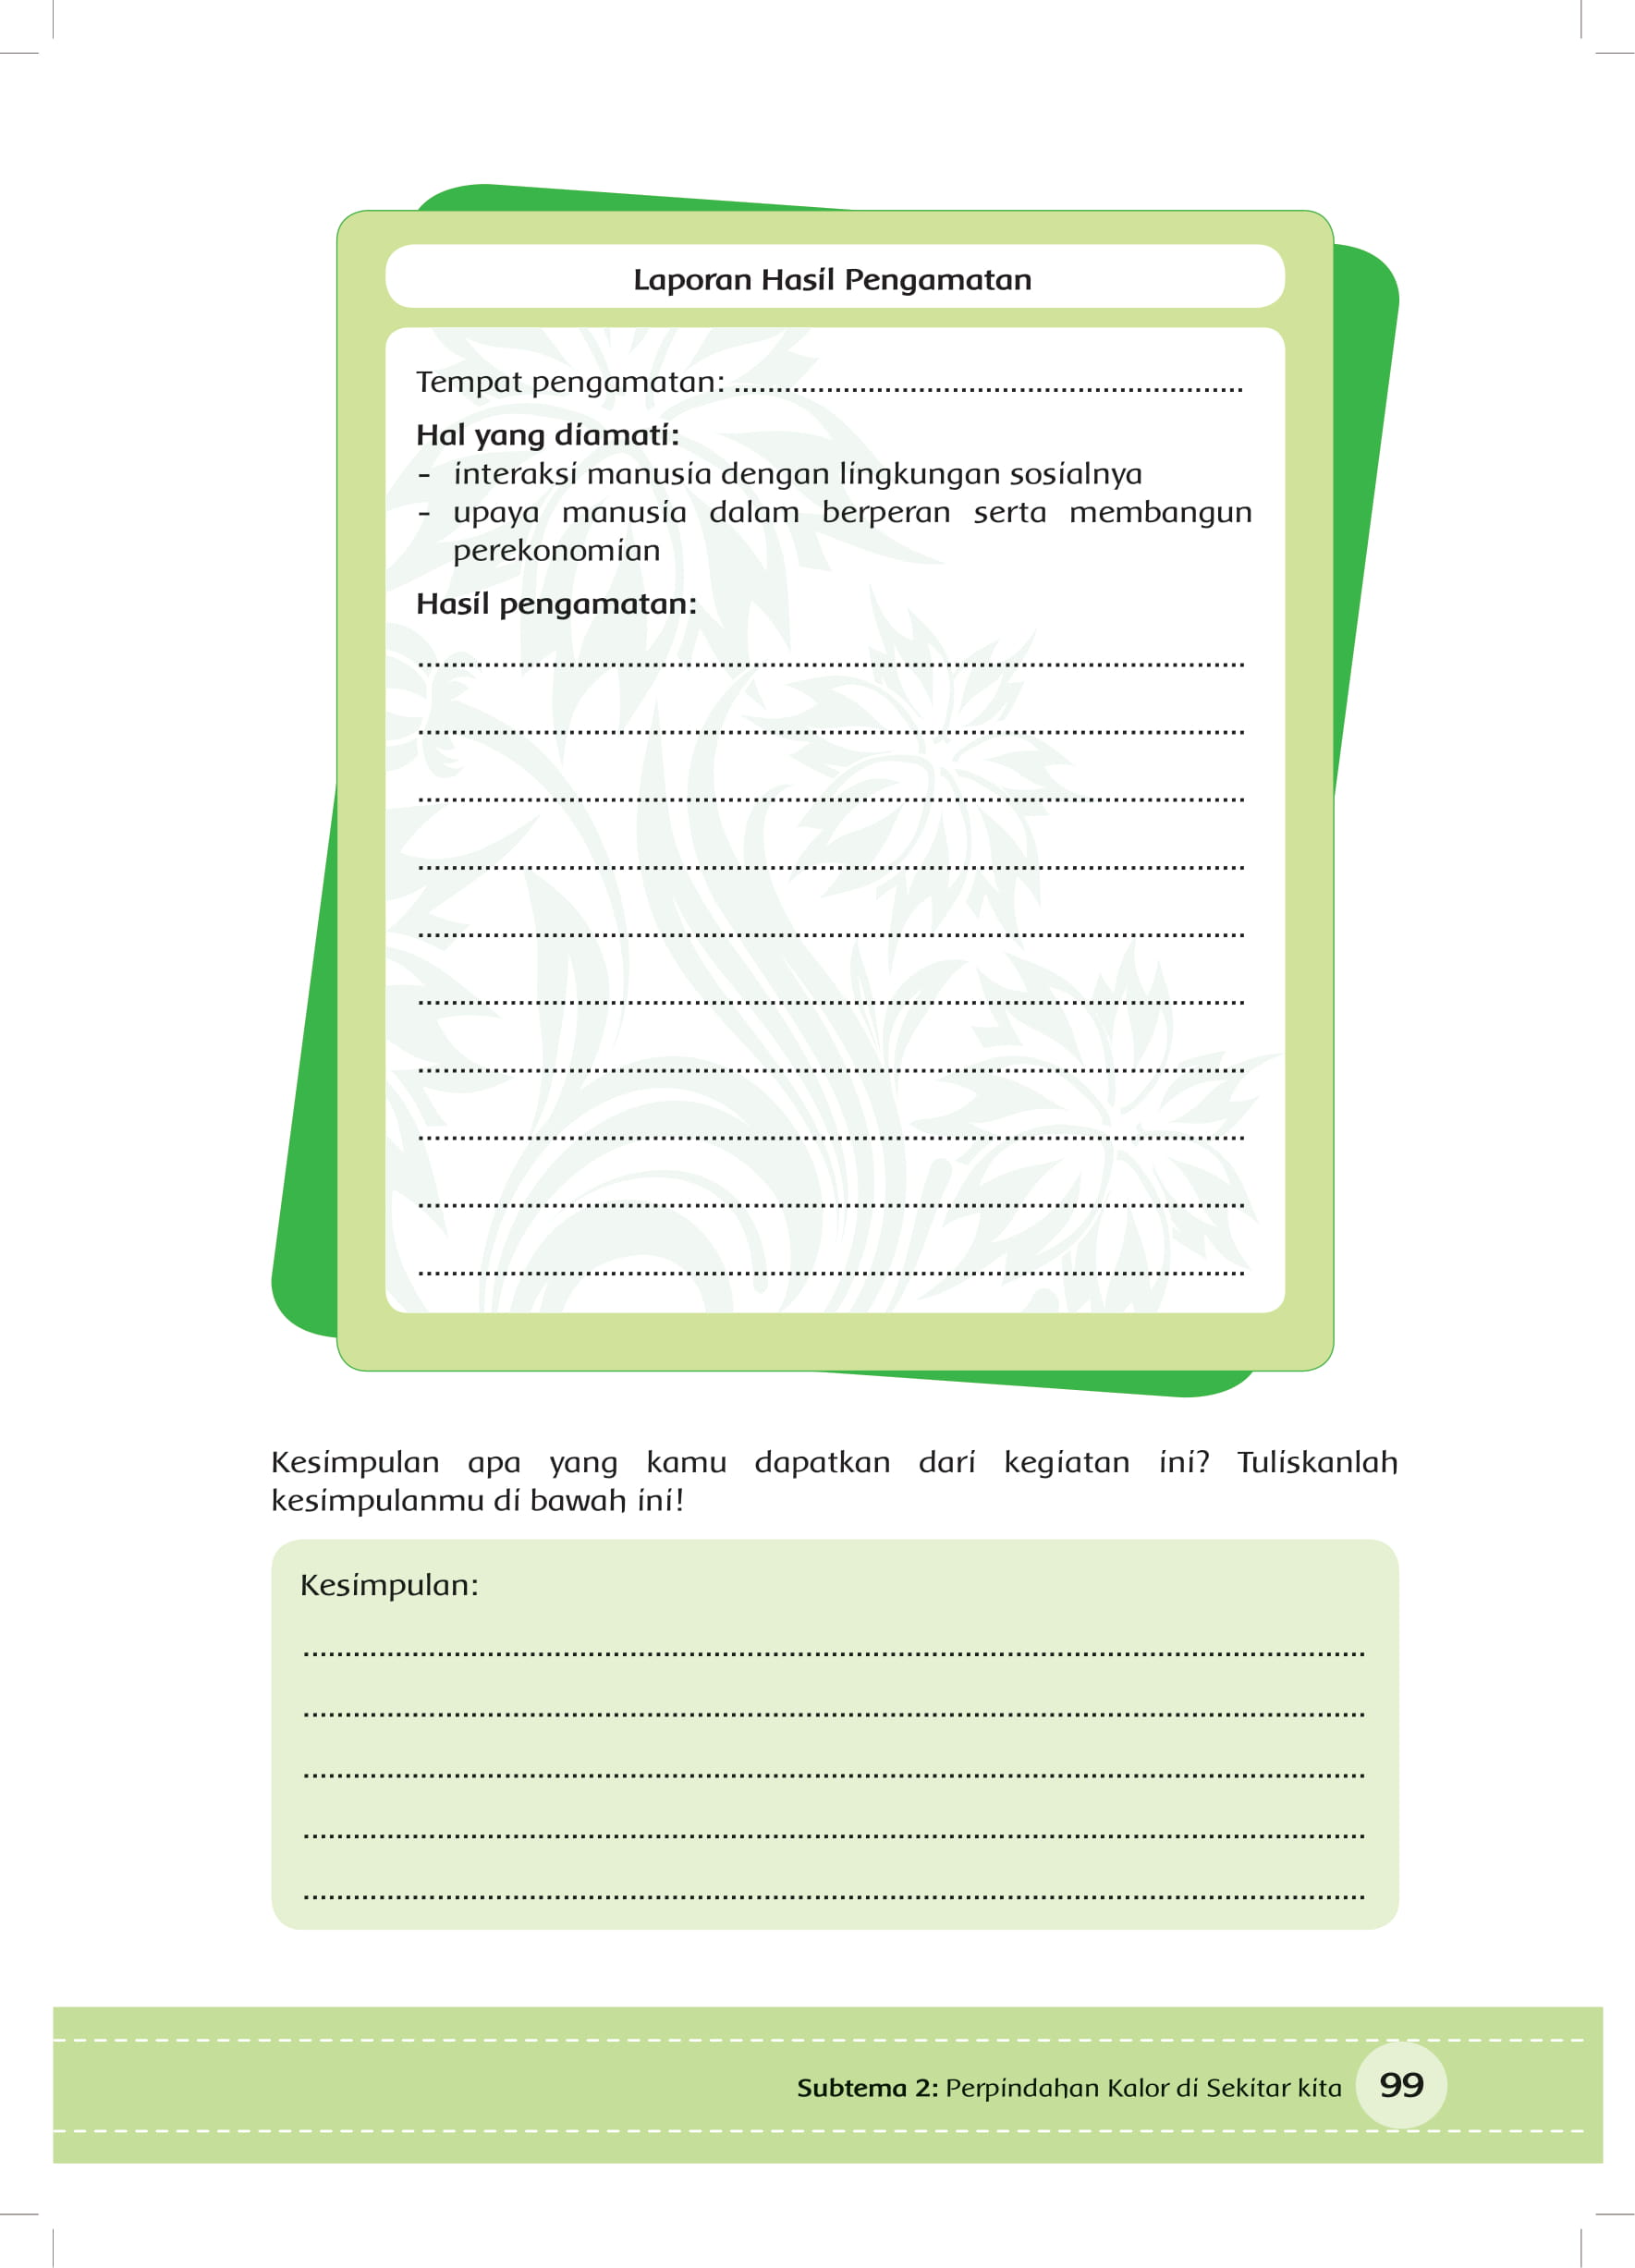 Laporan Hasil Pengamatan
Tempat pengamatan: .............................................................
Hal yang diamati:
- interaksi manusia dengan lingkungan sosialnya
- upaya manusia dalam berperan serta membangun
perekonomian
Hasil pengamatan:
...................................................................................................
...................................................................................................
...................................................................................................
...................................................................................................
...................................................................................................
...................................................................................................
...................................................................................................
...................................................................................................
...................................................................................................
...................................................................................................
Kesimpulan apa yang kamu dapatkan dari kegiatan ini? Tuliskanlah
kesimpulanmu di bawah ini!
Kesimpulan:
...............................................................................................................................
...............................................................................................................................
...............................................................................................................................
...............................................................................................................................
...............................................................................................................................
Subtema 2: Perpindahan Kalor di Sekitar kita 99